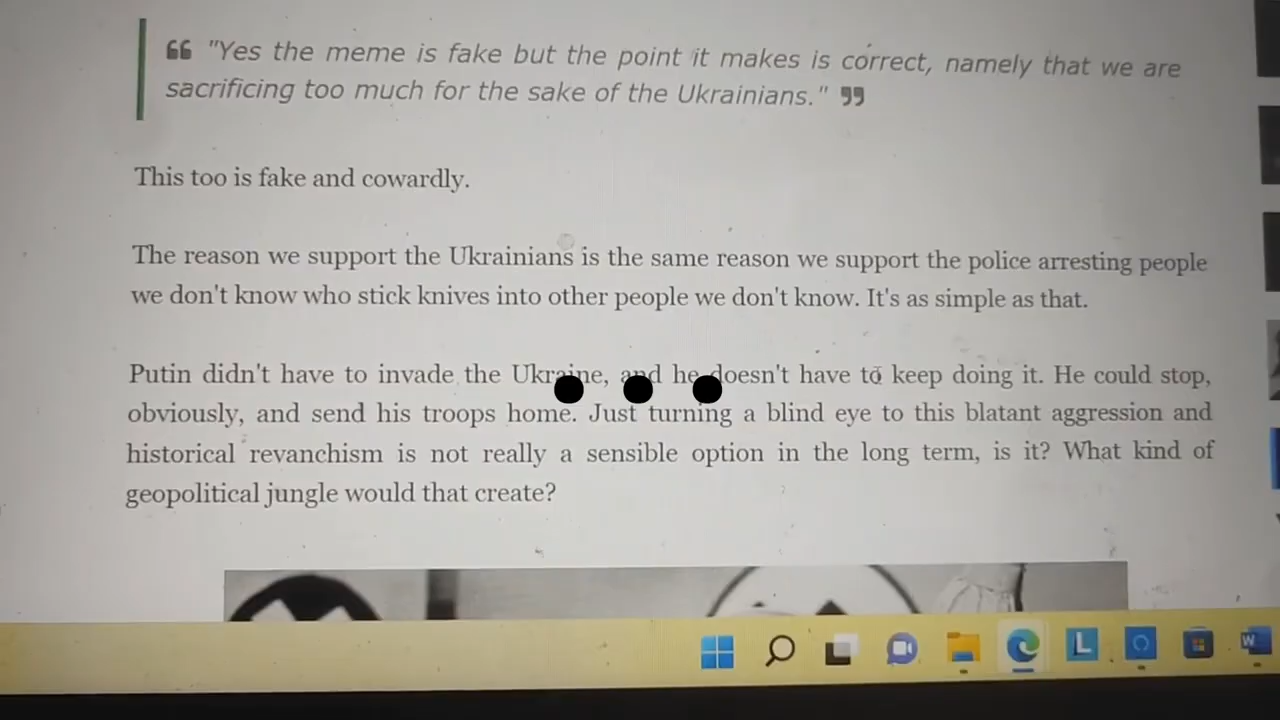 "Yes the meme is fake but the point it makes is correct, namely that we are
sacrificing too much for the sake of the Ukrainians."
This too is fake and cowardly.
The reason we support the Ukrainians is the same reason we support the police arresting people
we don't know who stick knives into other people we don't know. It's as simple as that.
Putin didn't have to invade the Ukraine, and he doesn't have to keep doing it. He could stop,
obviously, and send his troops home. Just turning a blind eye to this blatant aggression and
historical revanchism is not really a sensible option in the long term, is it? What kind of
geopolitical jungle would that create?
L
W